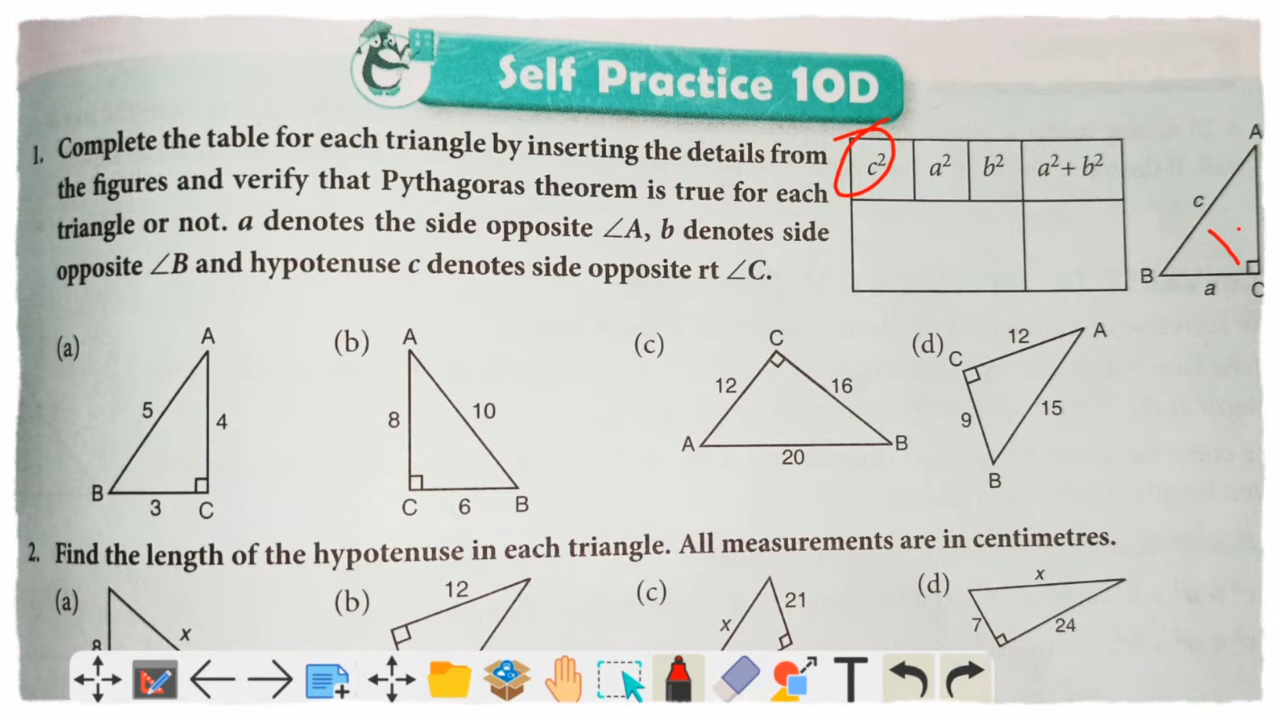 Self Practice 10D
1. Complete the table for each triangle by inserting the details from
the figures and verify that Pythagoras theorem is true for each
triangle or not. a denotes the side opposite ∠A, b denotes side
opposite ∠B and hypotenuse c denotes side opposite rt ∠C.
c² a² b² a² + b²
A
c
B
a
C
(a)
A
5
4
B
3
C
(b)
A
8
10
C
6
B
(c)
C
12
16
A
B
20
(d)
C
12
A
9
15
B
2. Find the length of the hypotenuse in each triangle. All measurements are in centimetres.
(a)
8
x
(b)
12
(c)
21
x
(d)
x
7
24
T